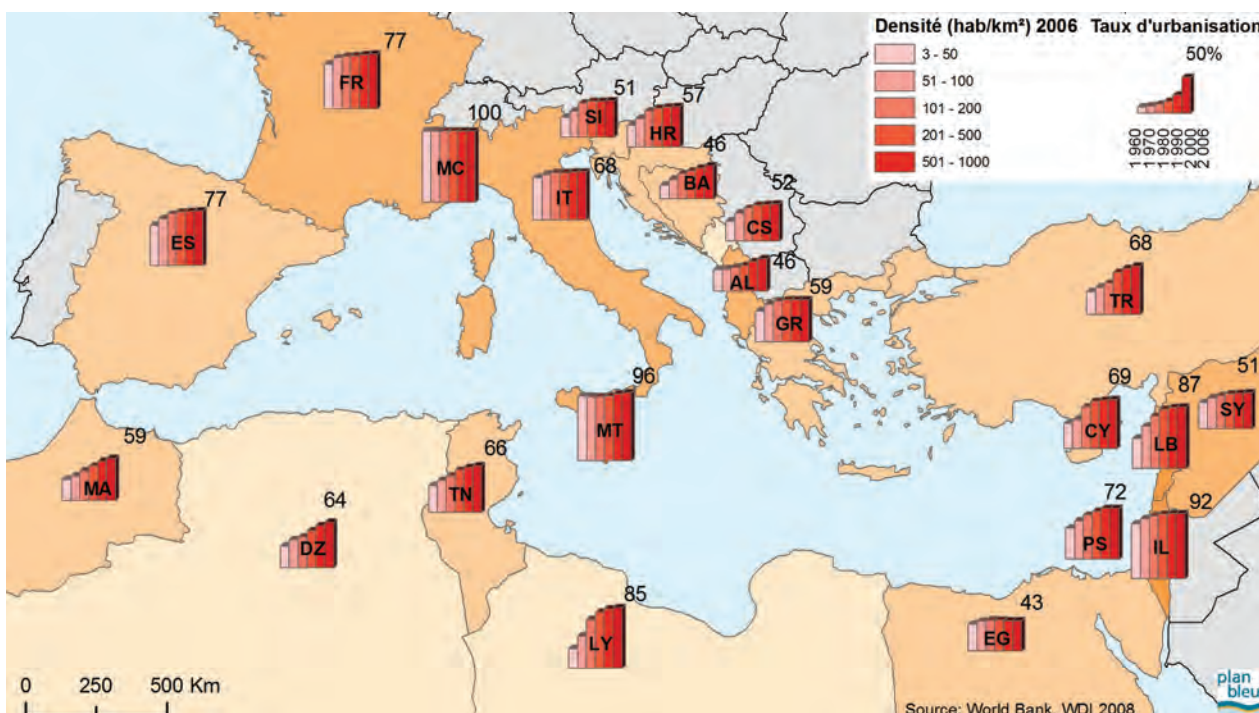 Densité (hab/km²) 2006
3 - 50
51 - 100
101 - 200
201 - 500
501 - 1000
Taux d'urbanisation
50%
1960
1970
1980
1990
2000
2006
77
FR
100
MC
51
SI
57
HR
68
IT
46
BA
52
CS
46
AL
59
GR
77
ES
68
TR
96
MT
69
CY
87
LB
51
SY
59
MA
66
TN
64
DZ
72
PS
92
IL
85
LY
43
EG
0 250 500 Km
plan
bleu
Source: World Bank, WDI 2008